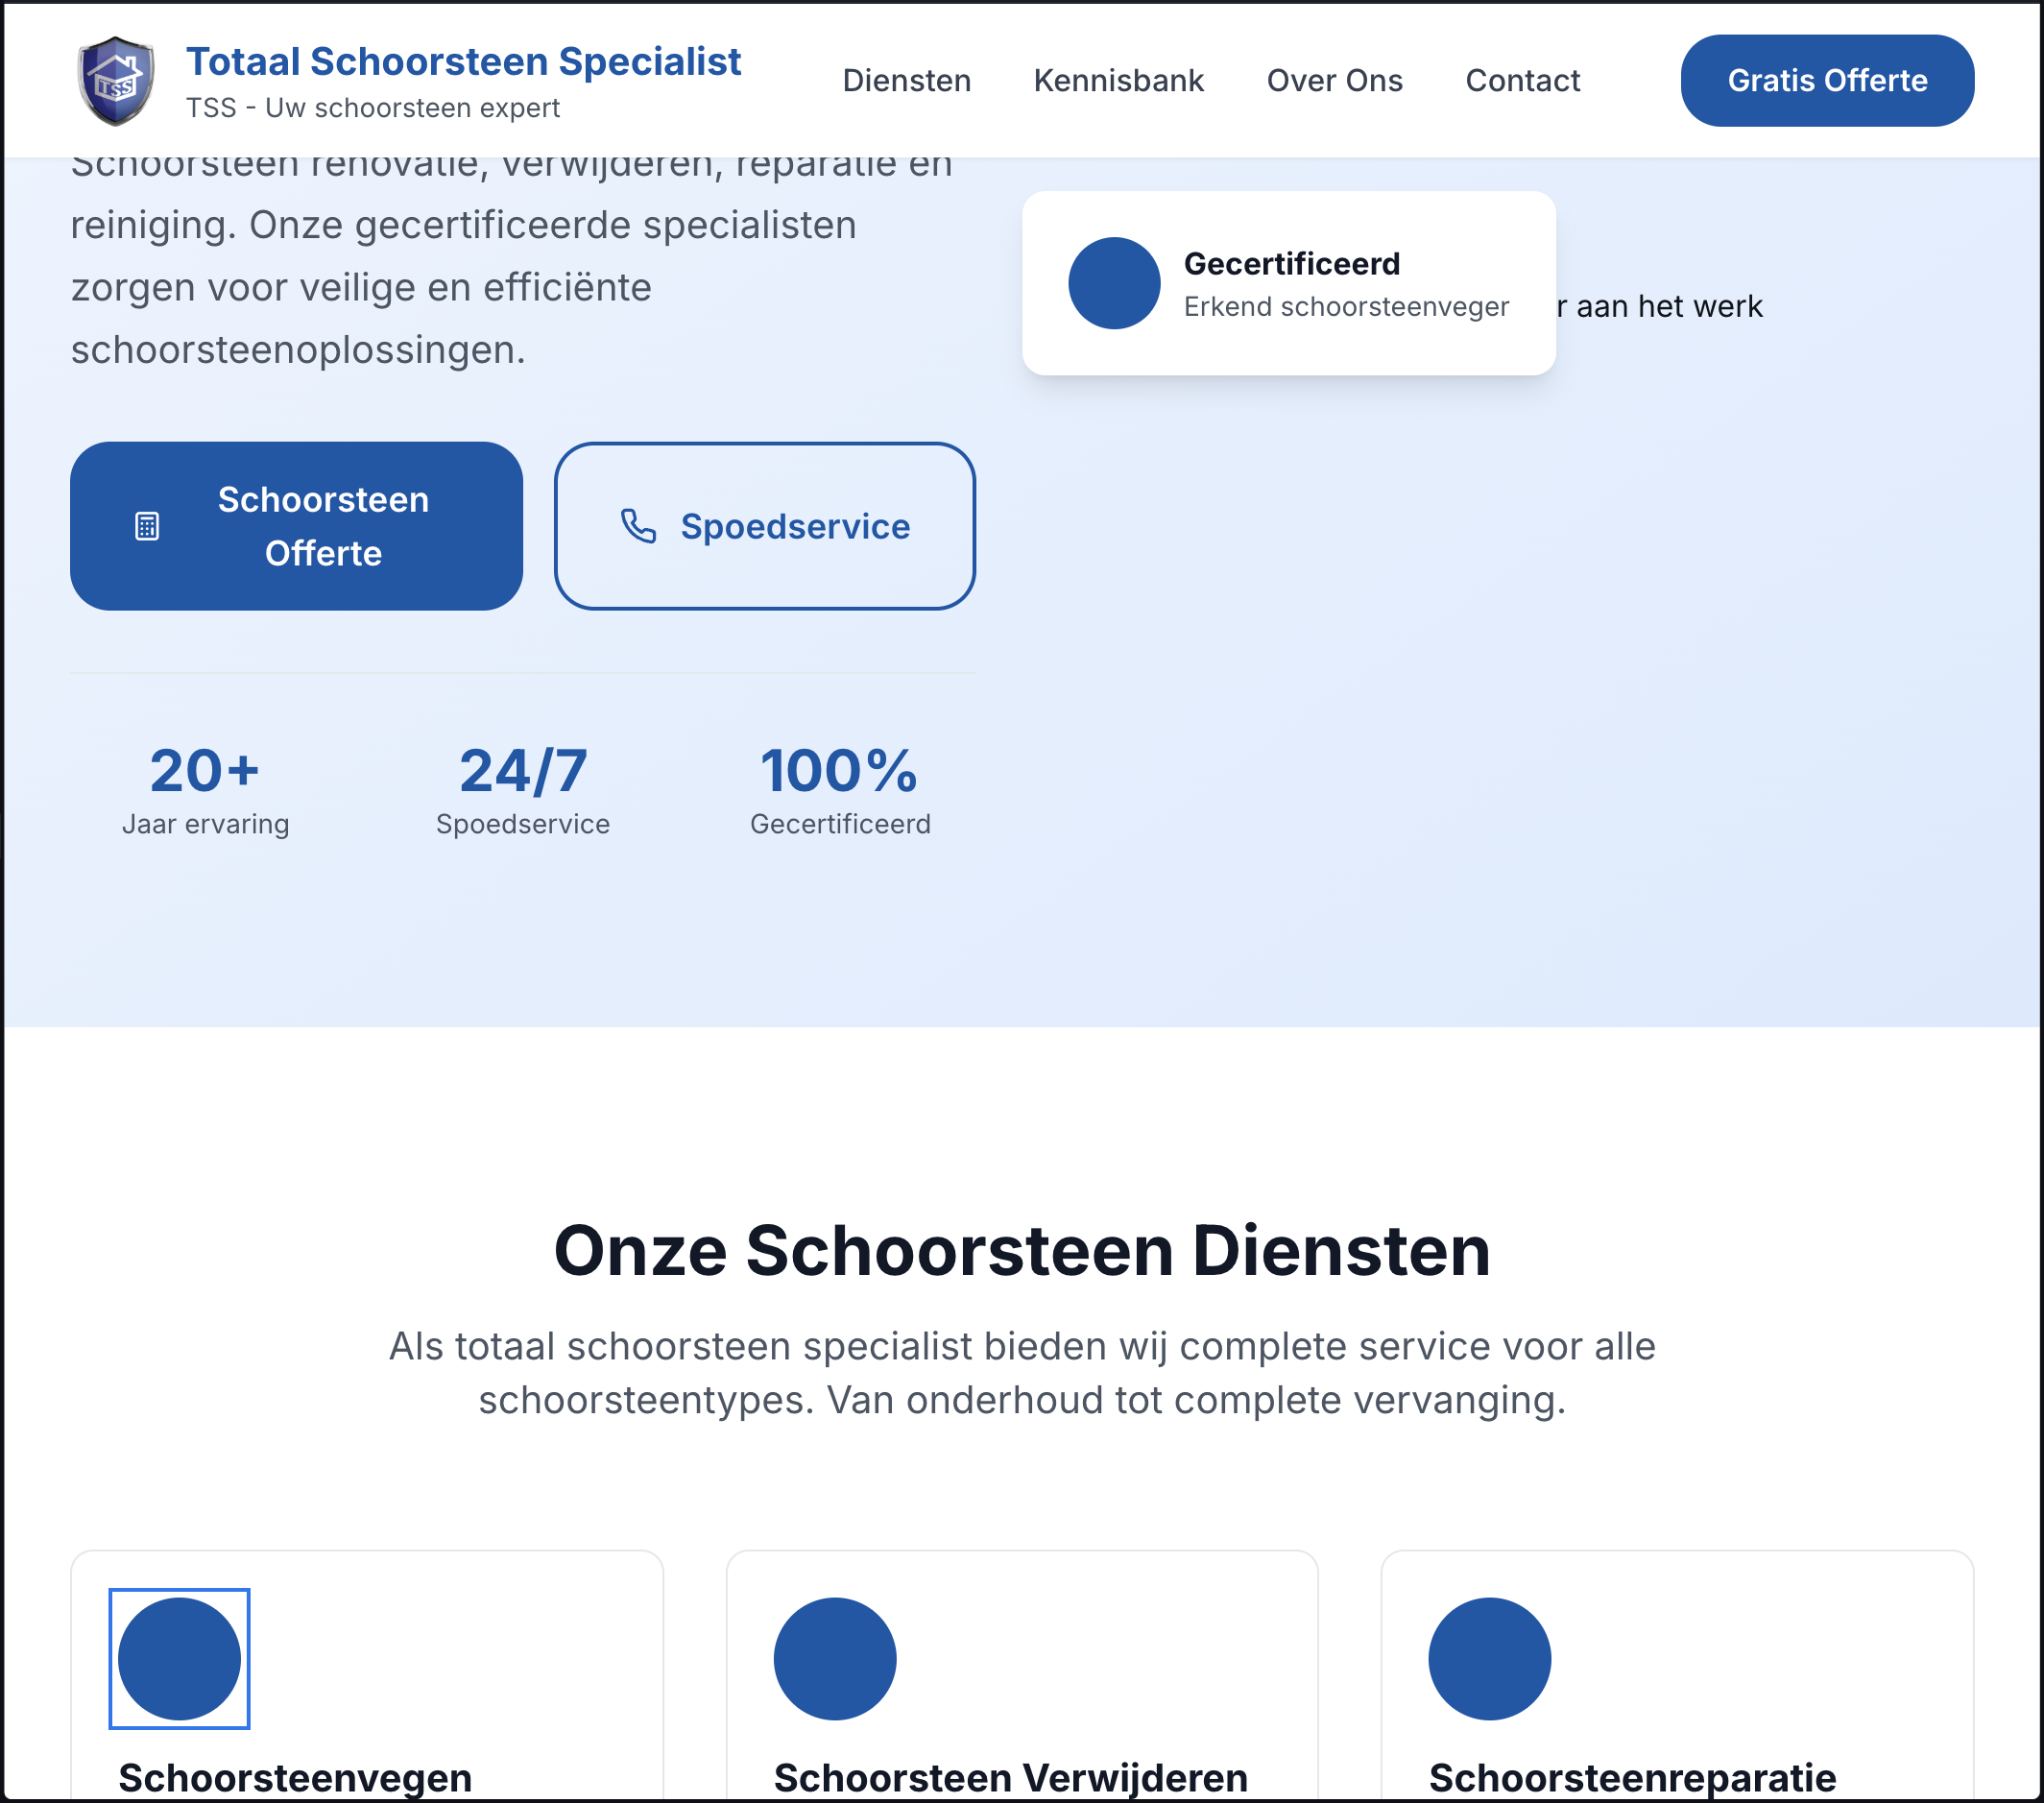 Totaal Schoorsteen Specialist
TSS - Uw schoorsteen expert
Diensten
Kennisbank
Over Ons
Contact
Gratis Offerte
TSS
Schoorsteen renovatie, verwijderen, reparatie en
reiniging. Onze gecertificeerde specialisten
zorgen voor veilige en efficiënte
schoorsteenoplossingen.
Gecertificeerd
Erkend schoorsteenveger
r aan het werk
Schoorsteen
Offerte
Spoedservice
20+
Jaar ervaring
24/7
Spoedservice
100%
Gecertificeerd
Onze Schoorsteen Diensten
Als totaal schoorsteen specialist bieden wij complete service voor alle
schoorsteentypes. Van onderhoud tot complete vervanging.
Schoorsteenvegen
Schoorsteen Verwijderen
Schoorsteenreparatie